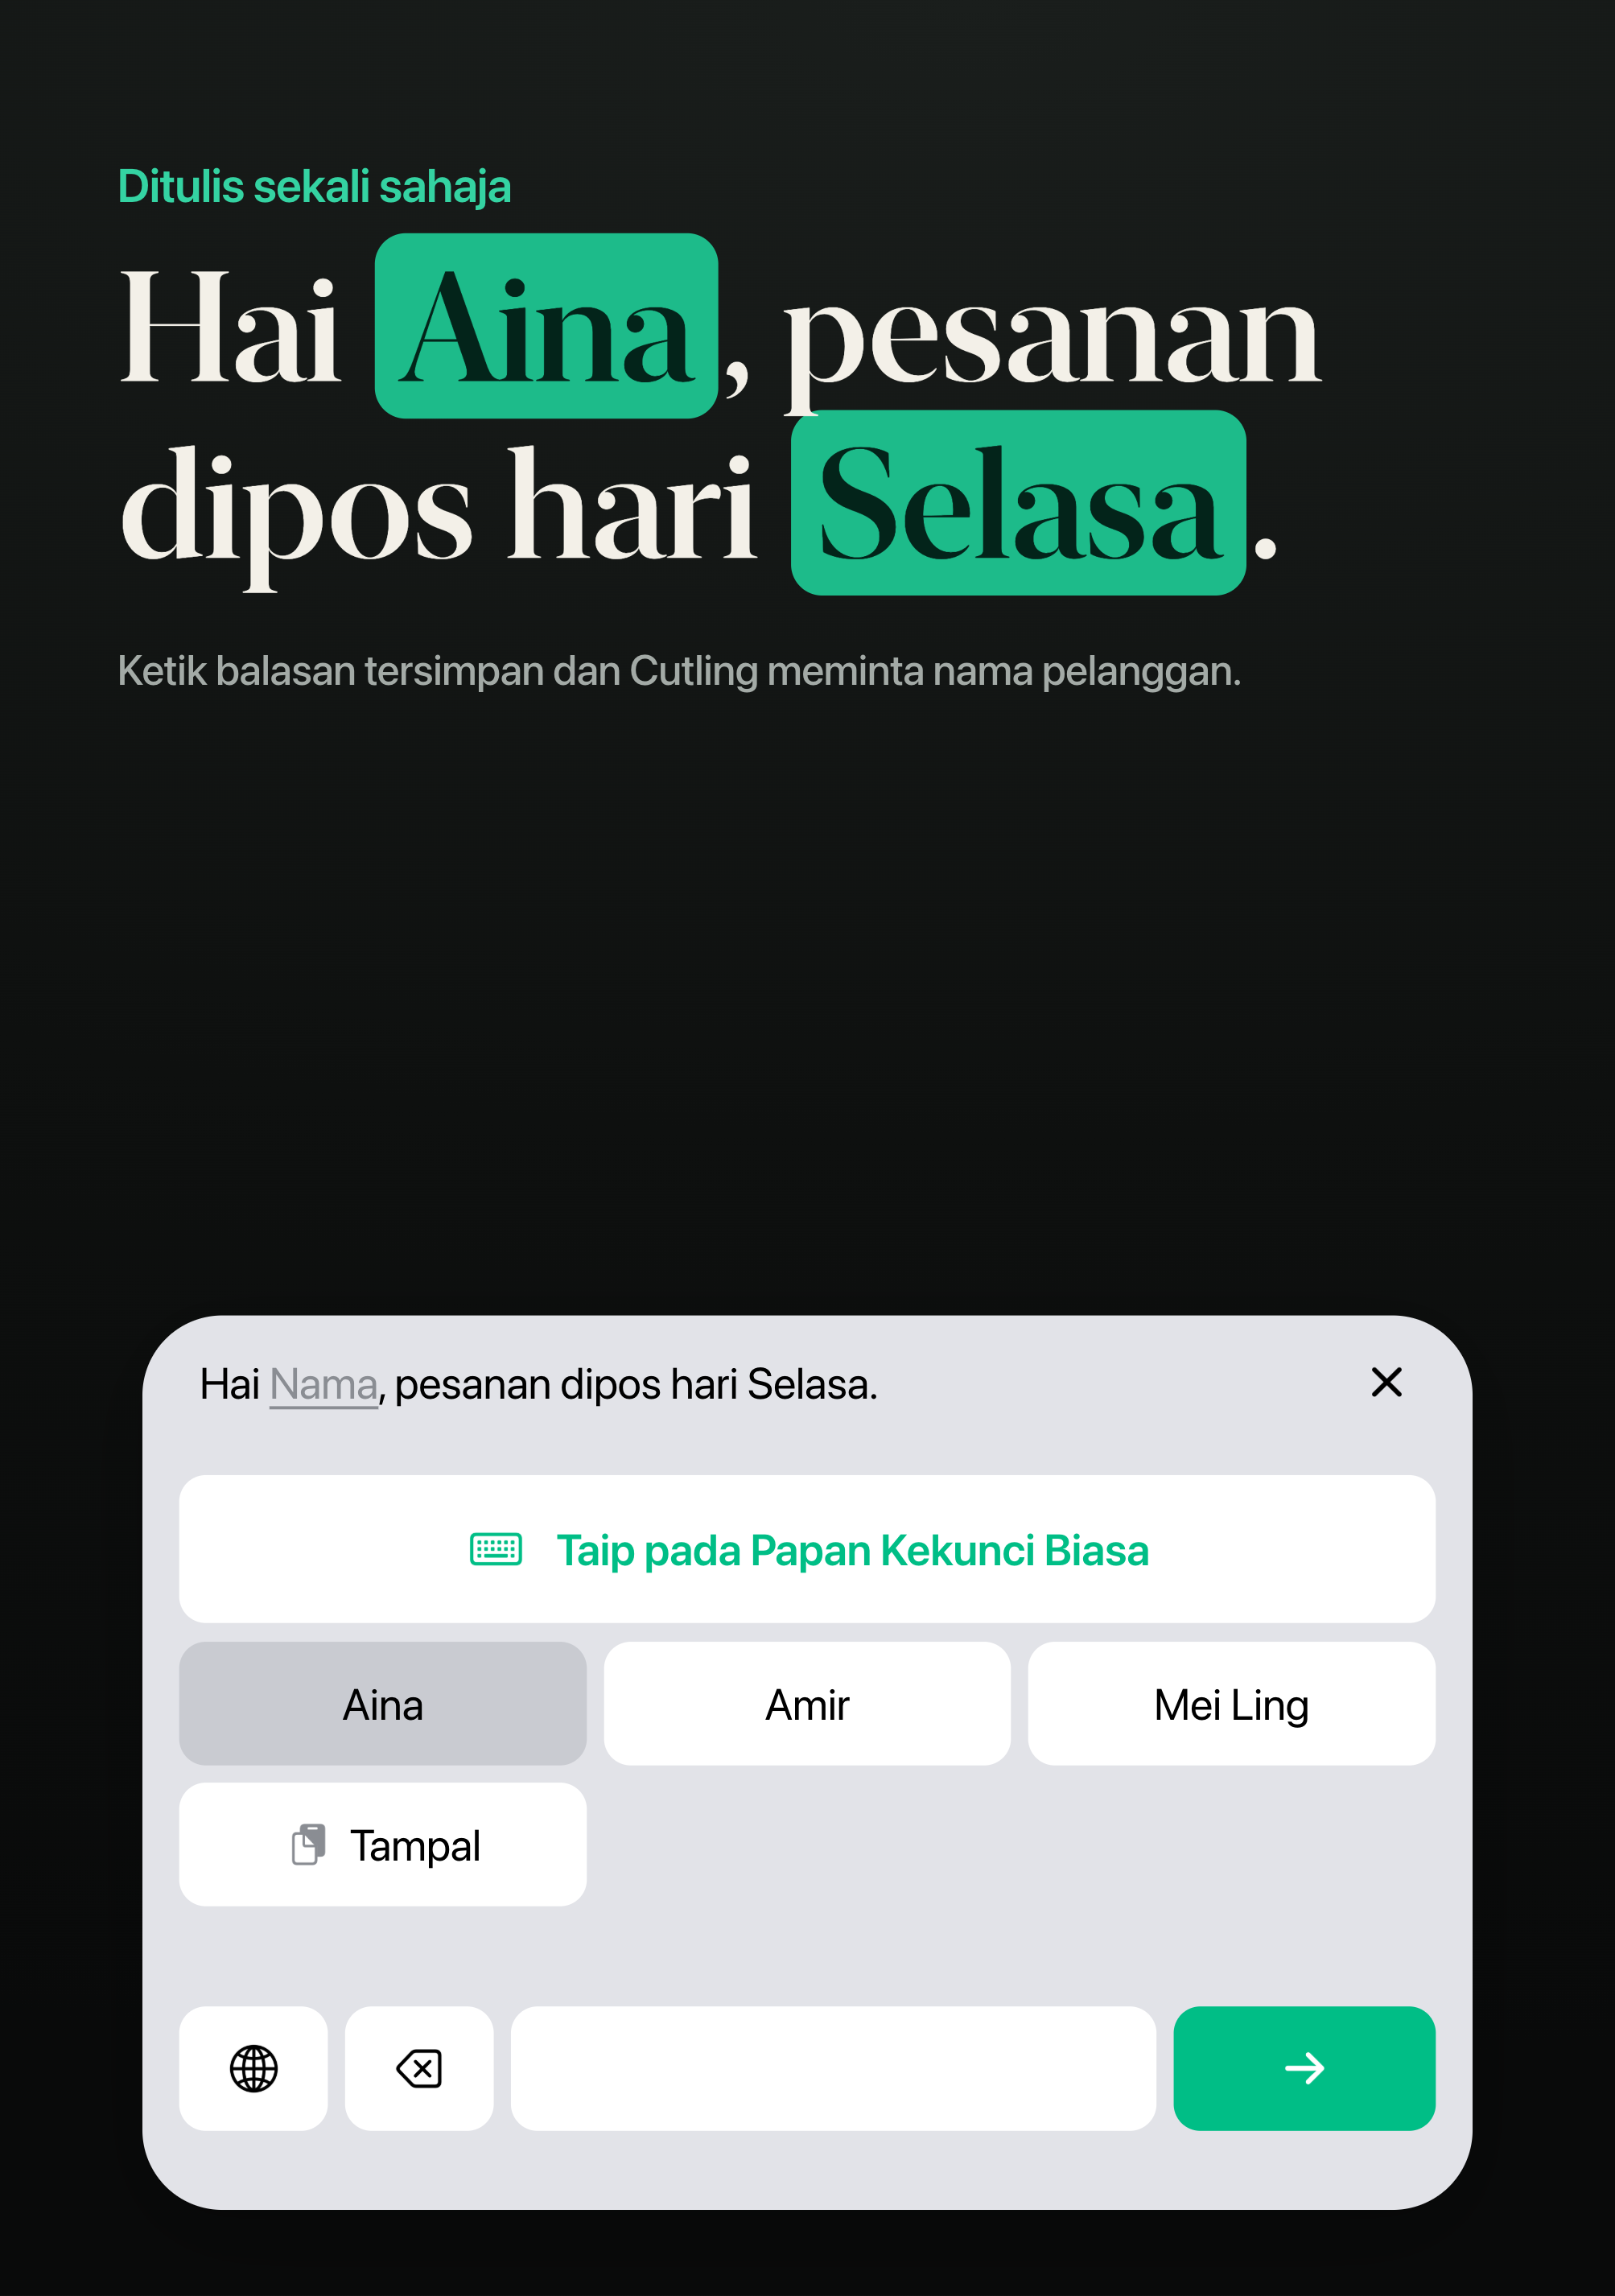 Ditulis sekali sahaja
Hai Aina, pesanan
dipos hari Selasa.
Ketik balasan tersimpan dan Cutling meminta nama pelanggan.
Hai Nama, pesanan dipos hari Selasa.
Taip pada Papan Kekunci Biasa
Aina
Amir
Mei Ling
Tampal